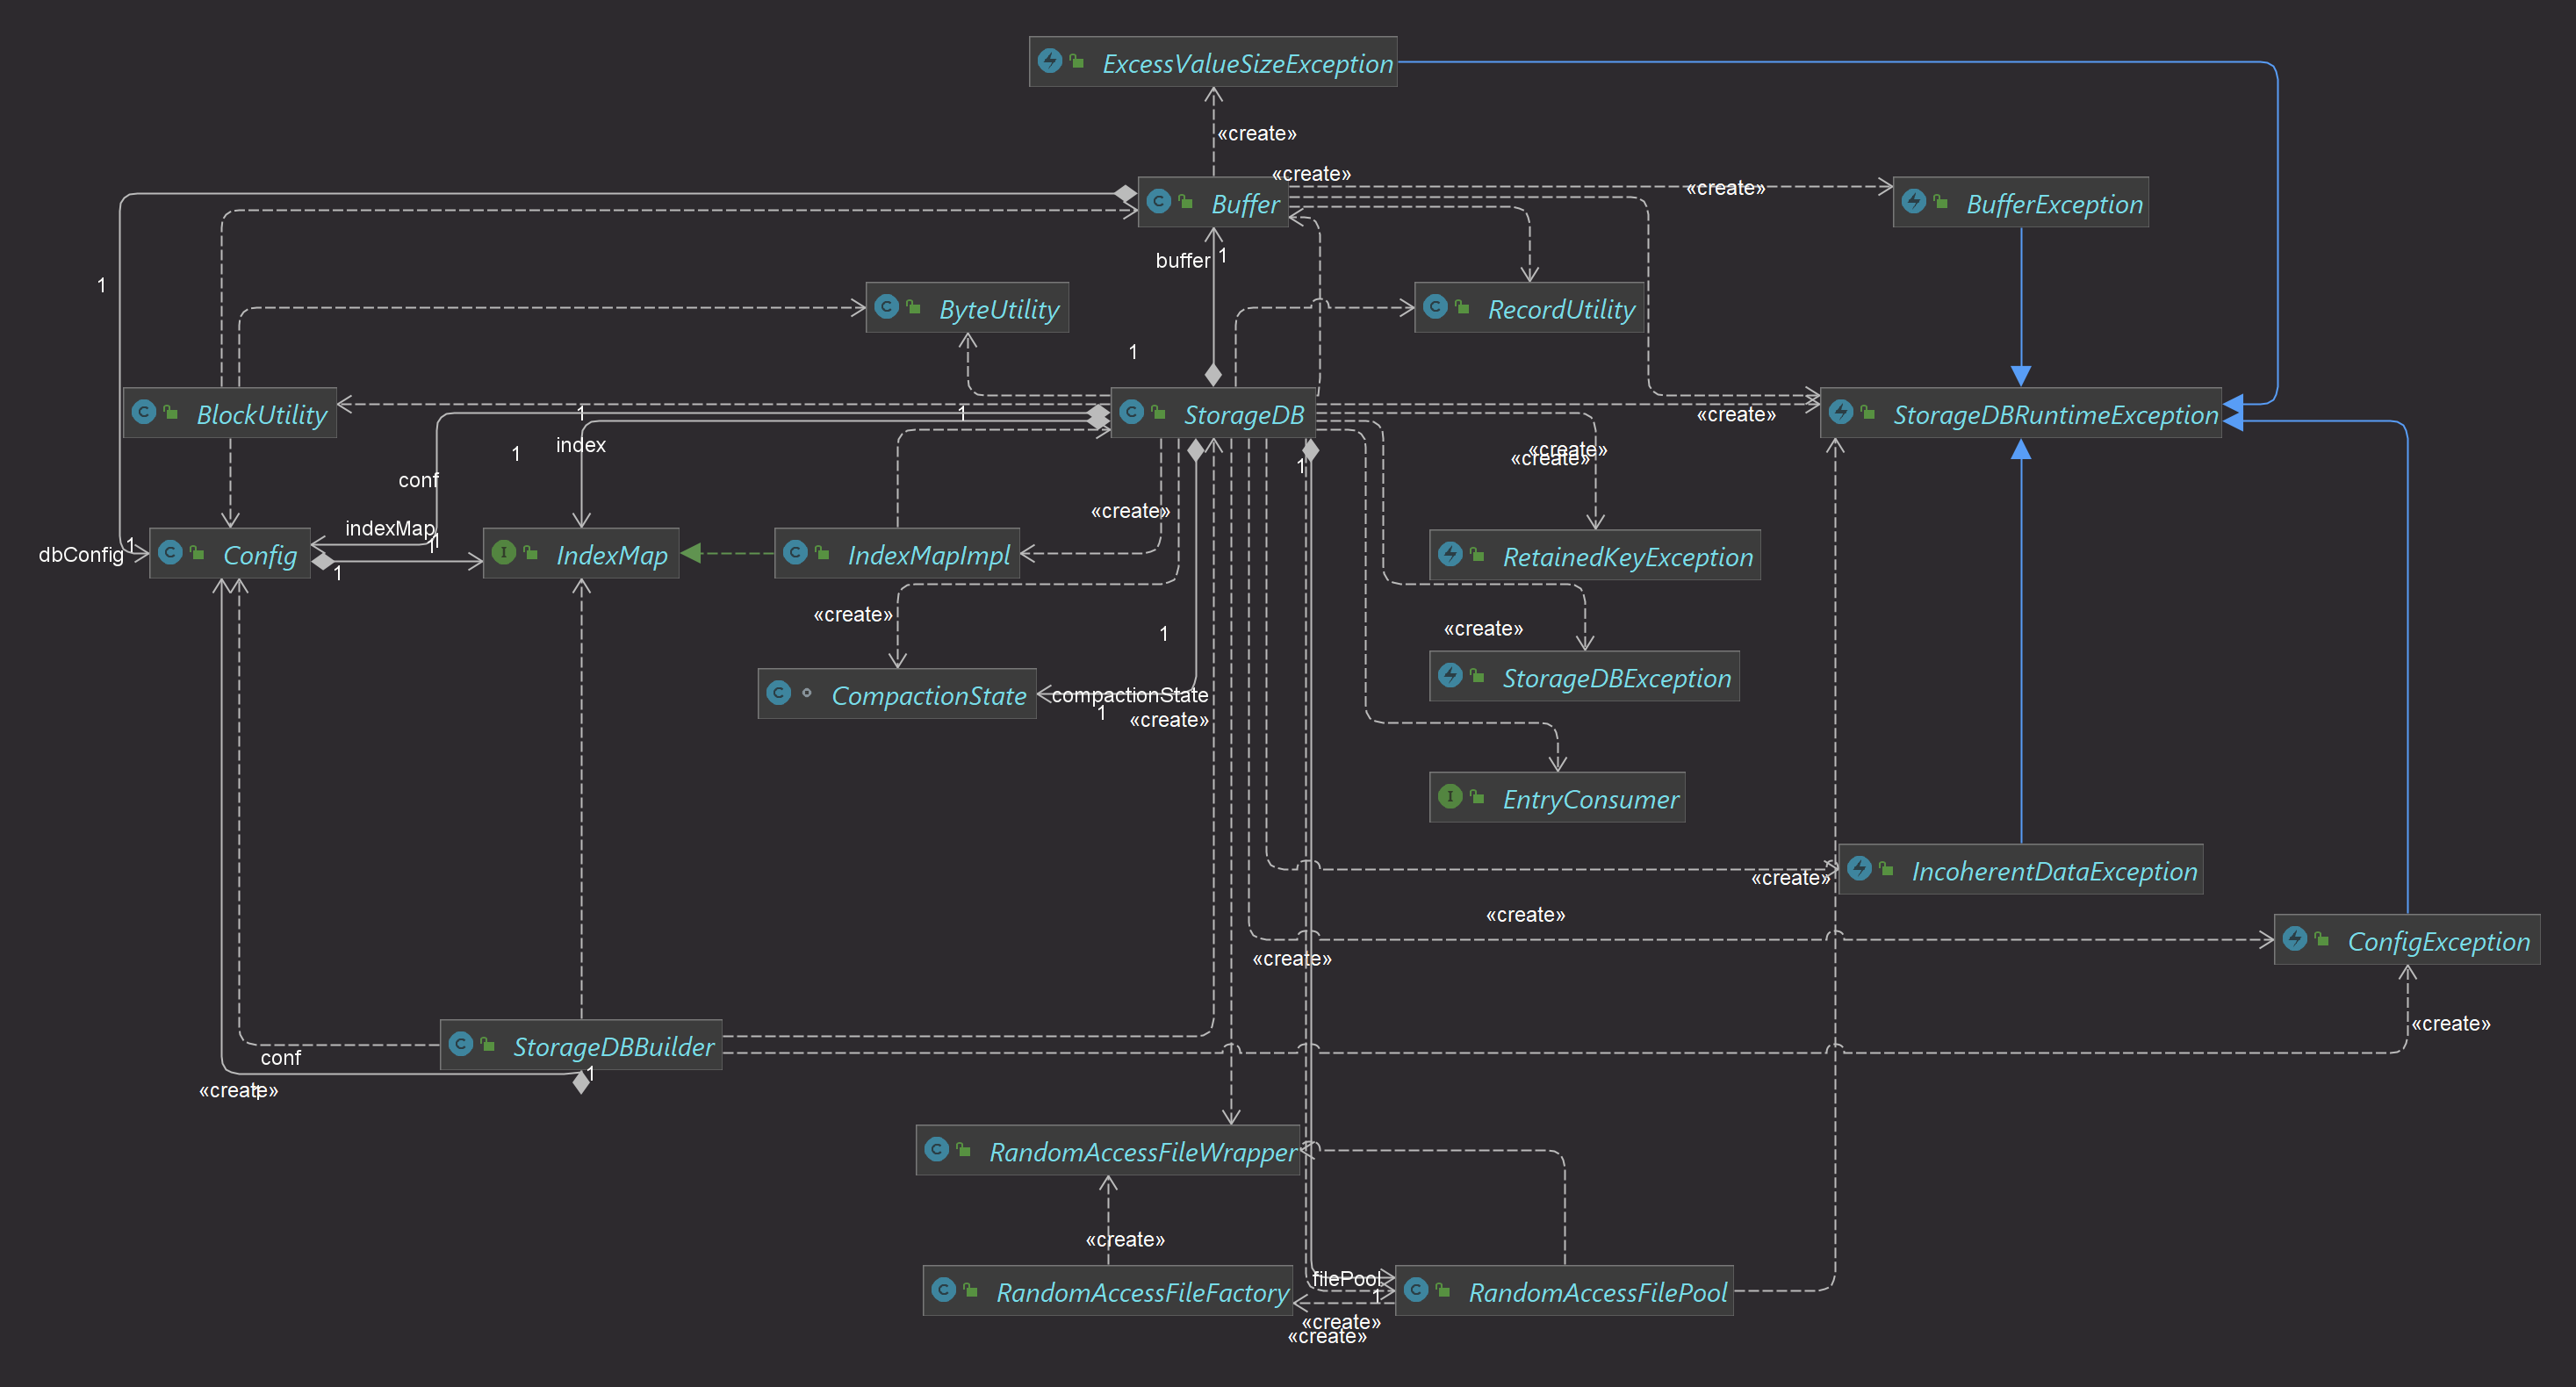 ExcessValueSizeException
«create»
«create»
«create»
Buffer
BufferException
buffer
1
1
ByteUtility
RecordUtility
1
BlockUtility
1
1
StorageDB
«create»
StorageDBRuntimeException
index
1
«create»
«create»
1
conf
«create»
indexMap
1
1
dbConfig
1
Config
1
IndexMap
IndexMapImpl
RetainedKeyException
«create»
1
«create»
StorageDBException
CompactionState
compactionState
1
«create»
EntryConsumer
IncoherentDataException
«create»
«create»
ConfigException
«create»
«create»
StorageDBBuilder
conf
1
«create»
1
RandomAccessFileWrapper
«create»
RandomAccessFileFactory
filePool
1
RandomAccessFilePool
«create»
«create»